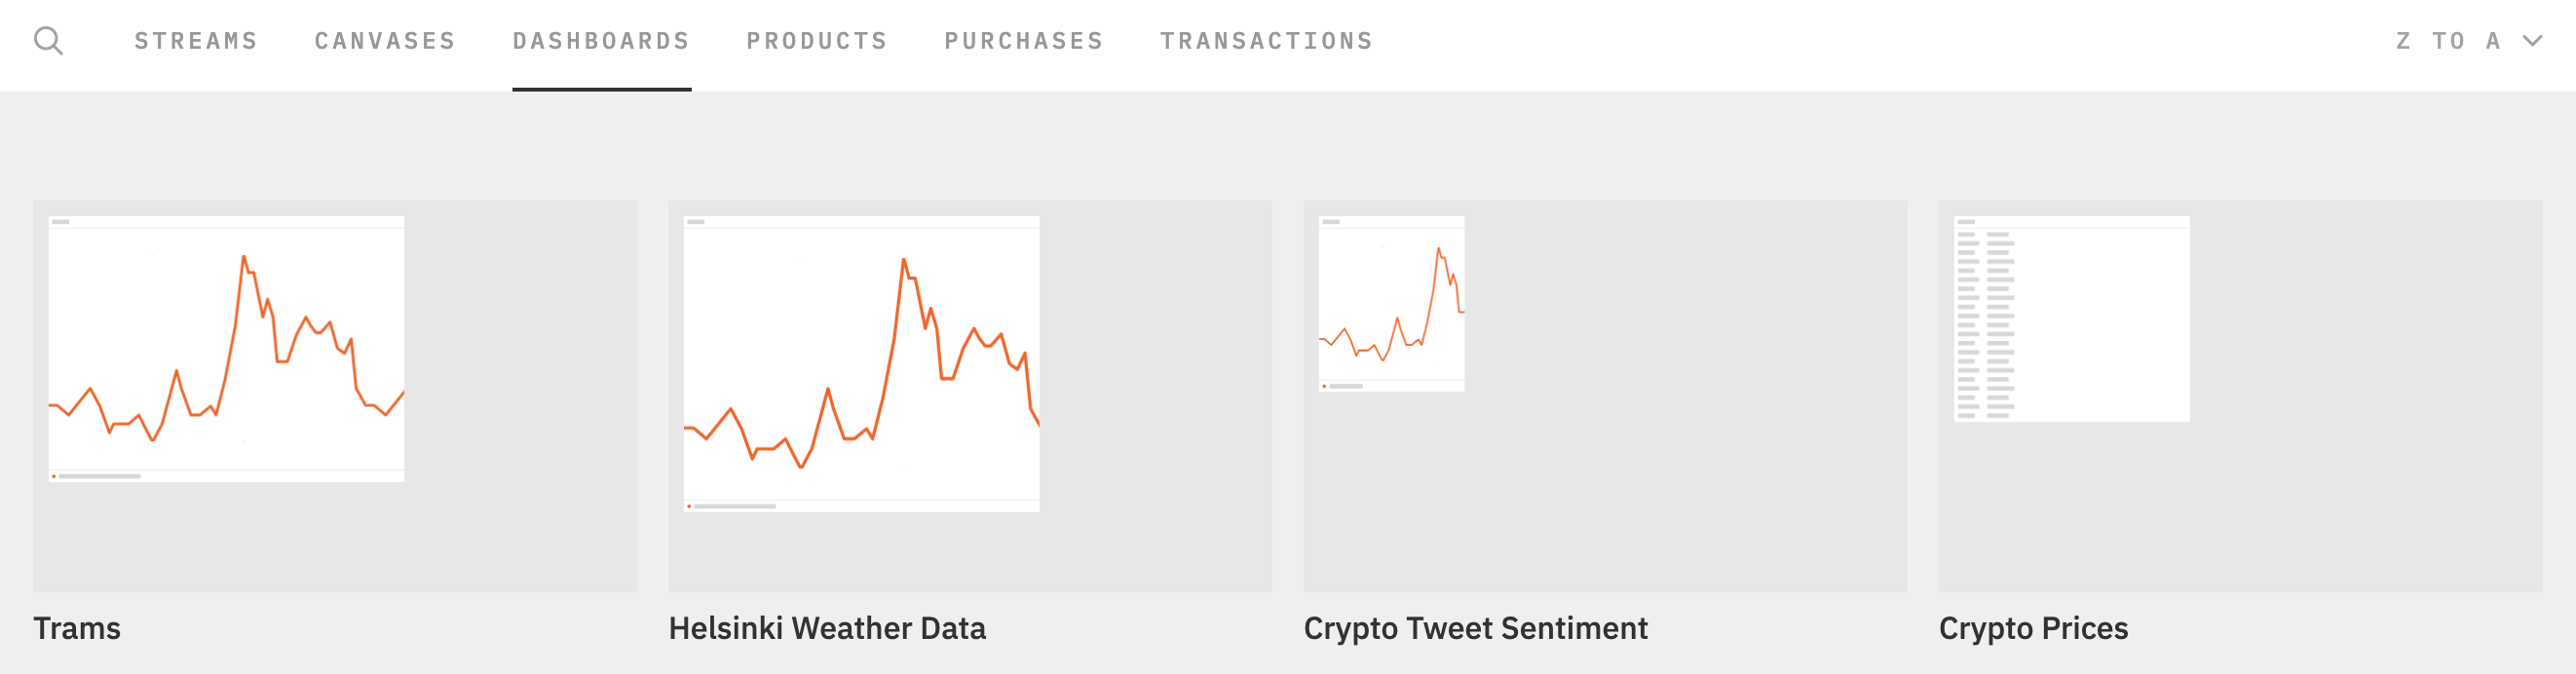 STREAMS CANVASES DASHBOARDS PRODUCTS PURCHASES TRANSACTIONS Z TO A
Trams Helsinki Weather Data Crypto Tweet Sentiment Crypto Prices